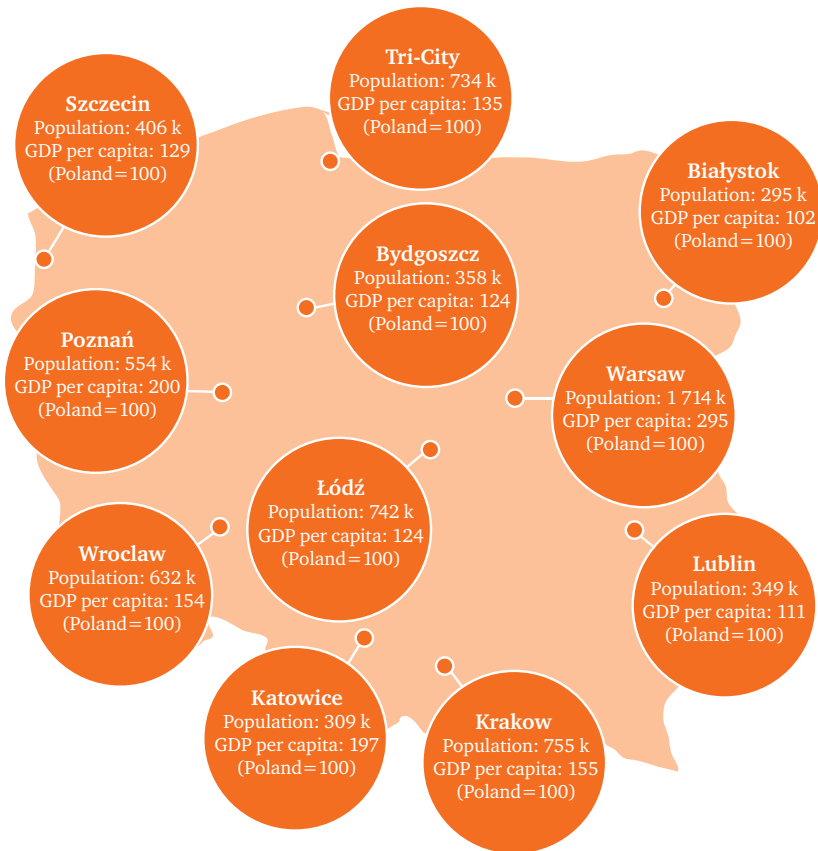 Tri-City
Population: 734 k
GDP per capita: 135
(Poland=100)
Szczecin
Population: 406 k
GDP per capita: 129
(Poland=100)
Białystok
Population: 295 k
GDP per capita: 102
(Poland=100)
Bydgoszcz
Population: 358 k
GDP per capita: 124
(Poland=100)
Poznań
Population: 554 k
GDP per capita: 200
(Poland=100)
Warsaw
Population: 1 714 k
GDP per capita: 295
(Poland=100)
Łódź
Population: 742 k
GDP per capita: 124
(Poland=100)
Wroclaw
Population: 632 k
GDP per capita: 154
(Poland=100)
Lublin
Population: 349 k
GDP per capita: 111
(Poland=100)
Katowice
Population: 309 k
GDP per capita: 197
(Poland=100)
Krakow
Population: 755 k
GDP per capita: 155
(Poland=100)